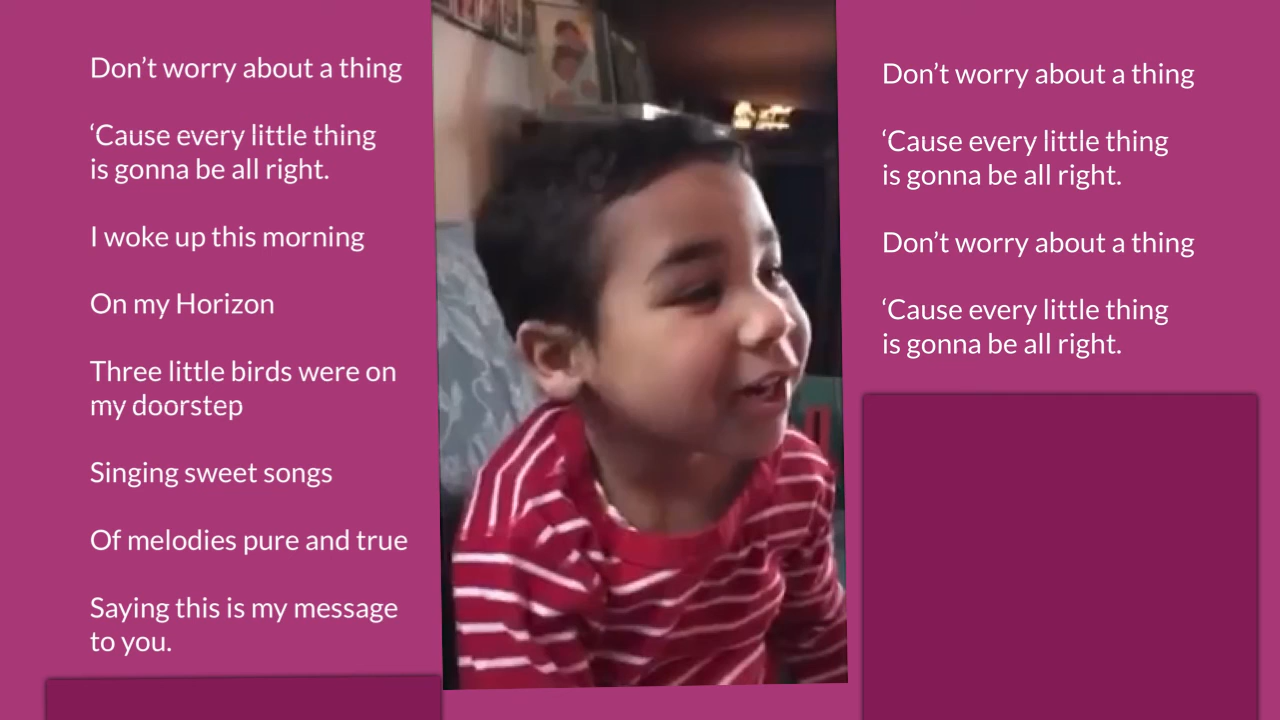 Don’t worry about a thing
‘Cause every little thing
is gonna be all right.
I woke up this morning
On my Horizon
Three little birds were on
my doorstep
Singing sweet songs
Of melodies pure and true
Saying this is my message
to you.
Don’t worry about a thing
‘Cause every little thing
is gonna be all right.
Don’t worry about a thing
‘Cause every little thing
is gonna be all right.